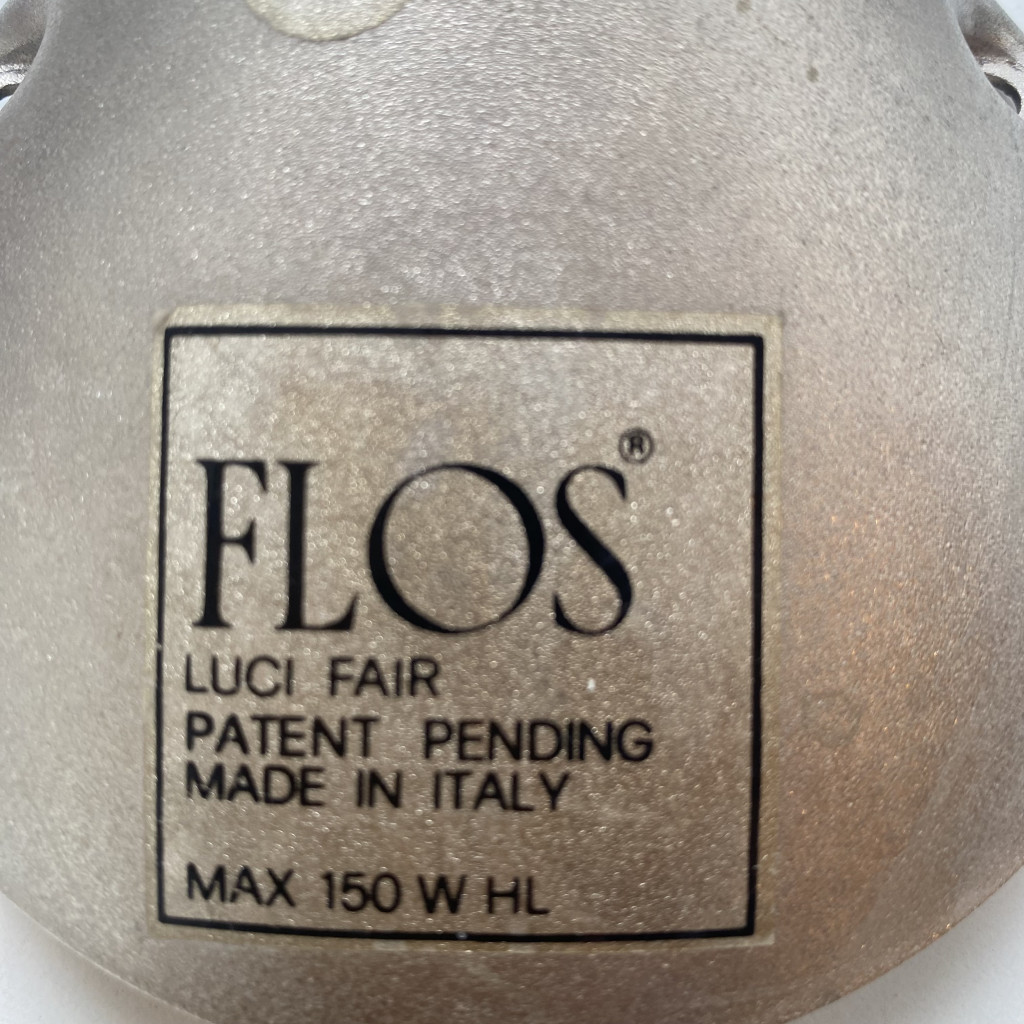 FLOS®
LUCI FAIR
PATENT PENDING
MADE IN ITALY
MAX 150 W HL